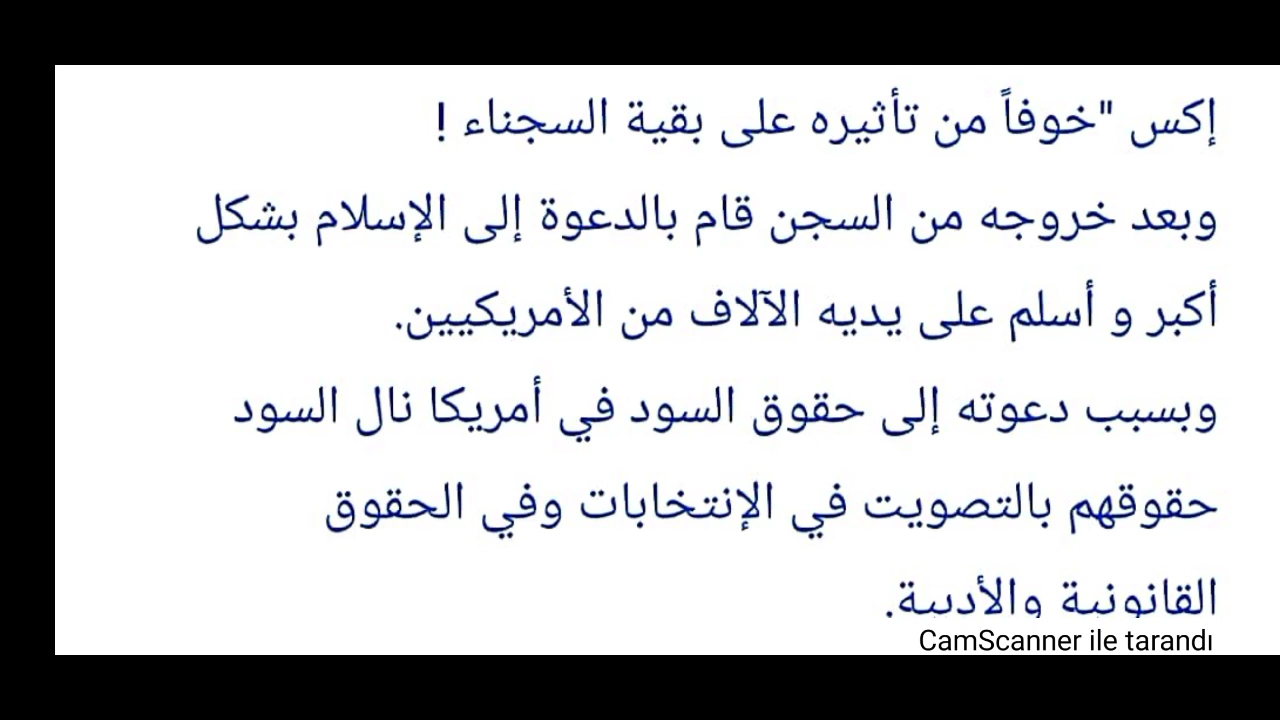 إكس "خوفاً من تأثيره على بقية السجناء !
وبعد خروجه من السجن قام بالدعوة إلى الإسلام بشكل
أكبر و أسلم على يديه الآلاف من الأمريكيين.
وبسبب دعوته إلى حقوق السود في أمريكا نال السود
حقوقهم بالتصويت في الإنتخابات وفي الحقوق
القانونية والأدبية.
CamScanner ile tarandı